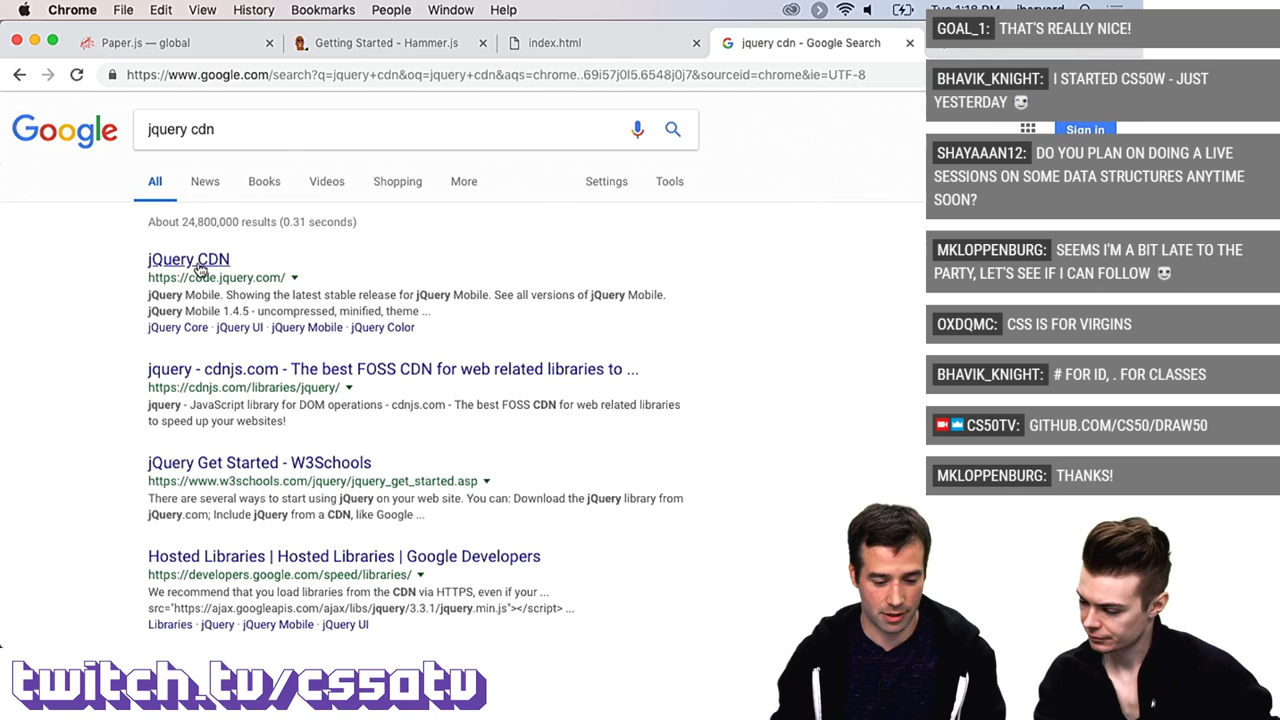 Chrome File Edit View History Bookmarks People Window Help
Paper.js — global
Getting Started - Hammer.js
index.html
jquery cdn - Google Search
https://www.google.com/search?q=jquery+cdn&oq=jquery+cdn&aqs=chrome..69i57j0l5.6548j0j7&sourceid=chrome&ie=UTF-8
Google
jquery cdn
Sign in
All News Books Videos Shopping More Settings Tools
About 24,800,000 results (0.31 seconds)
jQuery CDN
https://code.jquery.com/
jQuery Mobile. Showing the latest stable release for jQuery Mobile. See all versions of jQuery Mobile.
jQuery Mobile 1.4.5 - uncompressed, minified, theme ...
jQuery Core · jQuery UI · jQuery Mobile · jQuery Color
jquery - cdnjs.com - The best FOSS CDN for web related libraries to ...
https://cdnjs.com/libraries/jquery/
jquery - JavaScript library for DOM operations - cdnjs.com - The best FOSS CDN for web related libraries
to speed up your websites!
jQuery Get Started - W3Schools
https://www.w3schools.com/jquery/jquery_get_started.asp
There are several ways to start using jQuery on your web site. You can: Download the jQuery library from
jQuery.com; Include jQuery from a CDN, like Google ...
Hosted Libraries | Hosted Libraries | Google Developers
https://developers.google.com/speed/libraries/
We recommend that you load libraries from the CDN via HTTPS, even if your ...
src="https://ajax.googleapis.com/ajax/libs/jquery/3.3.1/jquery.min.js"></script> ...
Libraries · jQuery · jQuery Mobile · jQuery UI
GOAL_1: THAT'S REALLY NICE!
BHAVIK_KNIGHT: I STARTED CS50W - JUST
YESTERDAY
SHAYAAAN12: DO YOU PLAN ON DOING A LIVE
SESSIONS ON SOME DATA STRUCTURES ANYTIME
SOON?
MKLOPPENBURG: SEEMS I'M A BIT LATE TO THE
PARTY, LET'S SEE IF I CAN FOLLOW
OXDQMC: CSS IS FOR VIRGINS
BHAVIK_KNIGHT: # FOR ID, . FOR CLASSES
CS50TV: GITHUB.COM/CS50/DRAW50
MKLOPPENBURG: THANKS!
twitch.tv/cs50tv